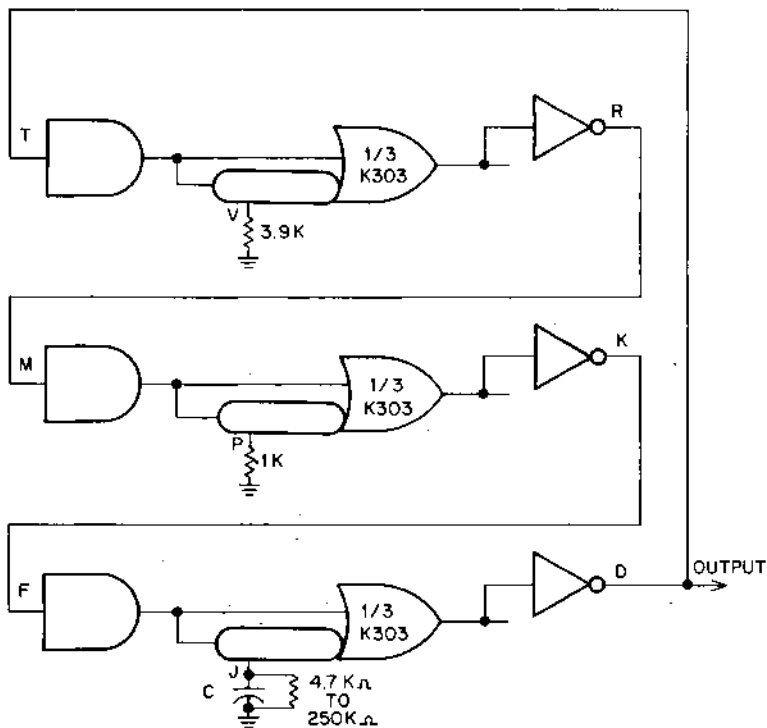 T
1/3
K303
R
V
3.9K
M
1/3
K303
K
P
1K
F
1/3
K303
D
OUTPUT
J
C
4.7KΩ
TO
250KΩ